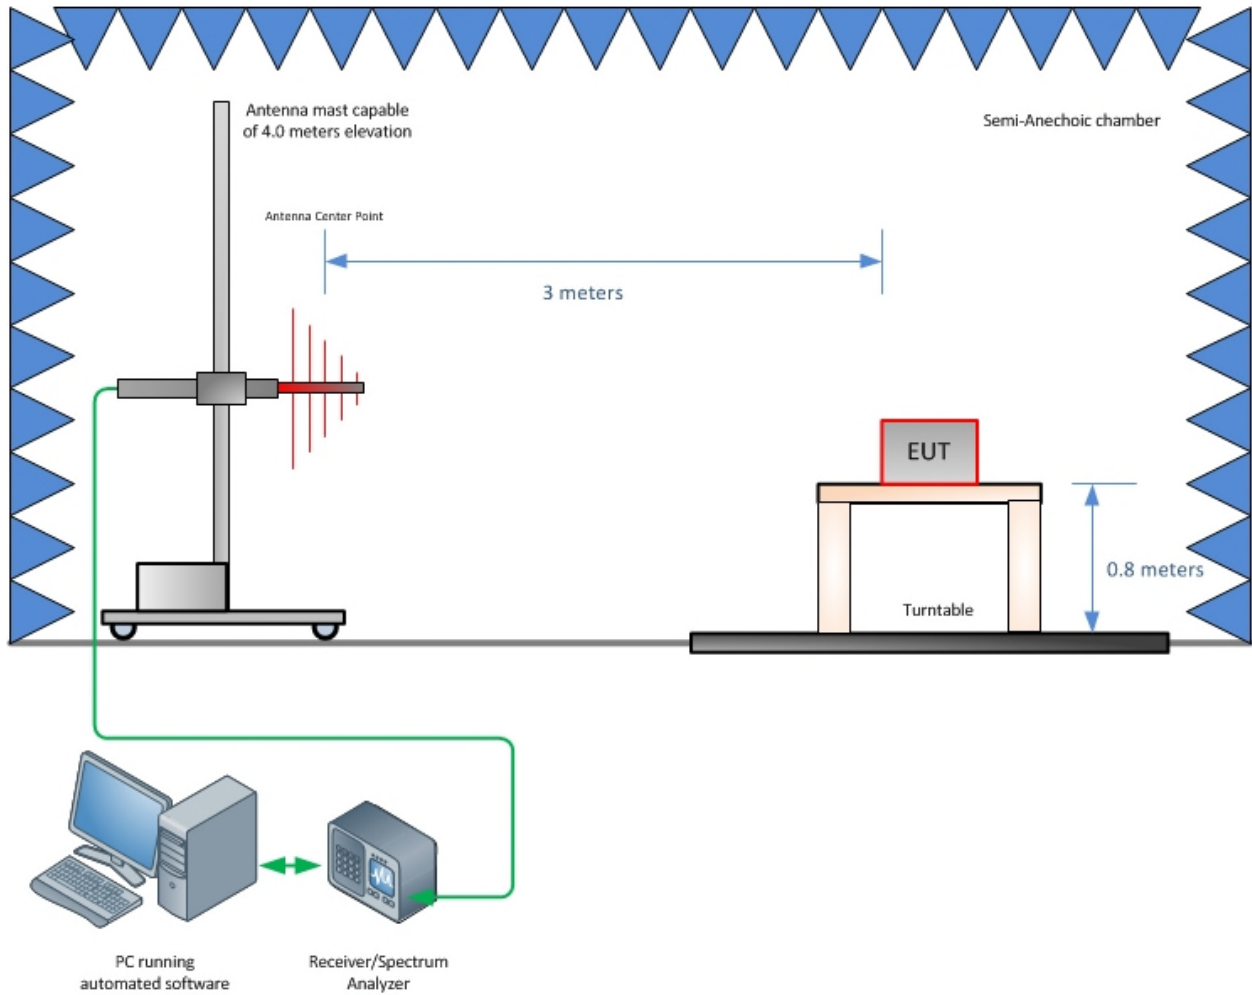 Antenna mast capable
of 4.0 meters elevation
Semi-Anechoic chamber
Antenna Center Point
3 meters
EUT
0.8 meters
Turntable
PC running
automated software
Receiver/Spectrum
Analyzer